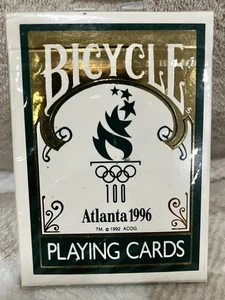 BICYCLE
100
Atlanta 1996
TM. © 1992 ACOG
PLAYING CARDS